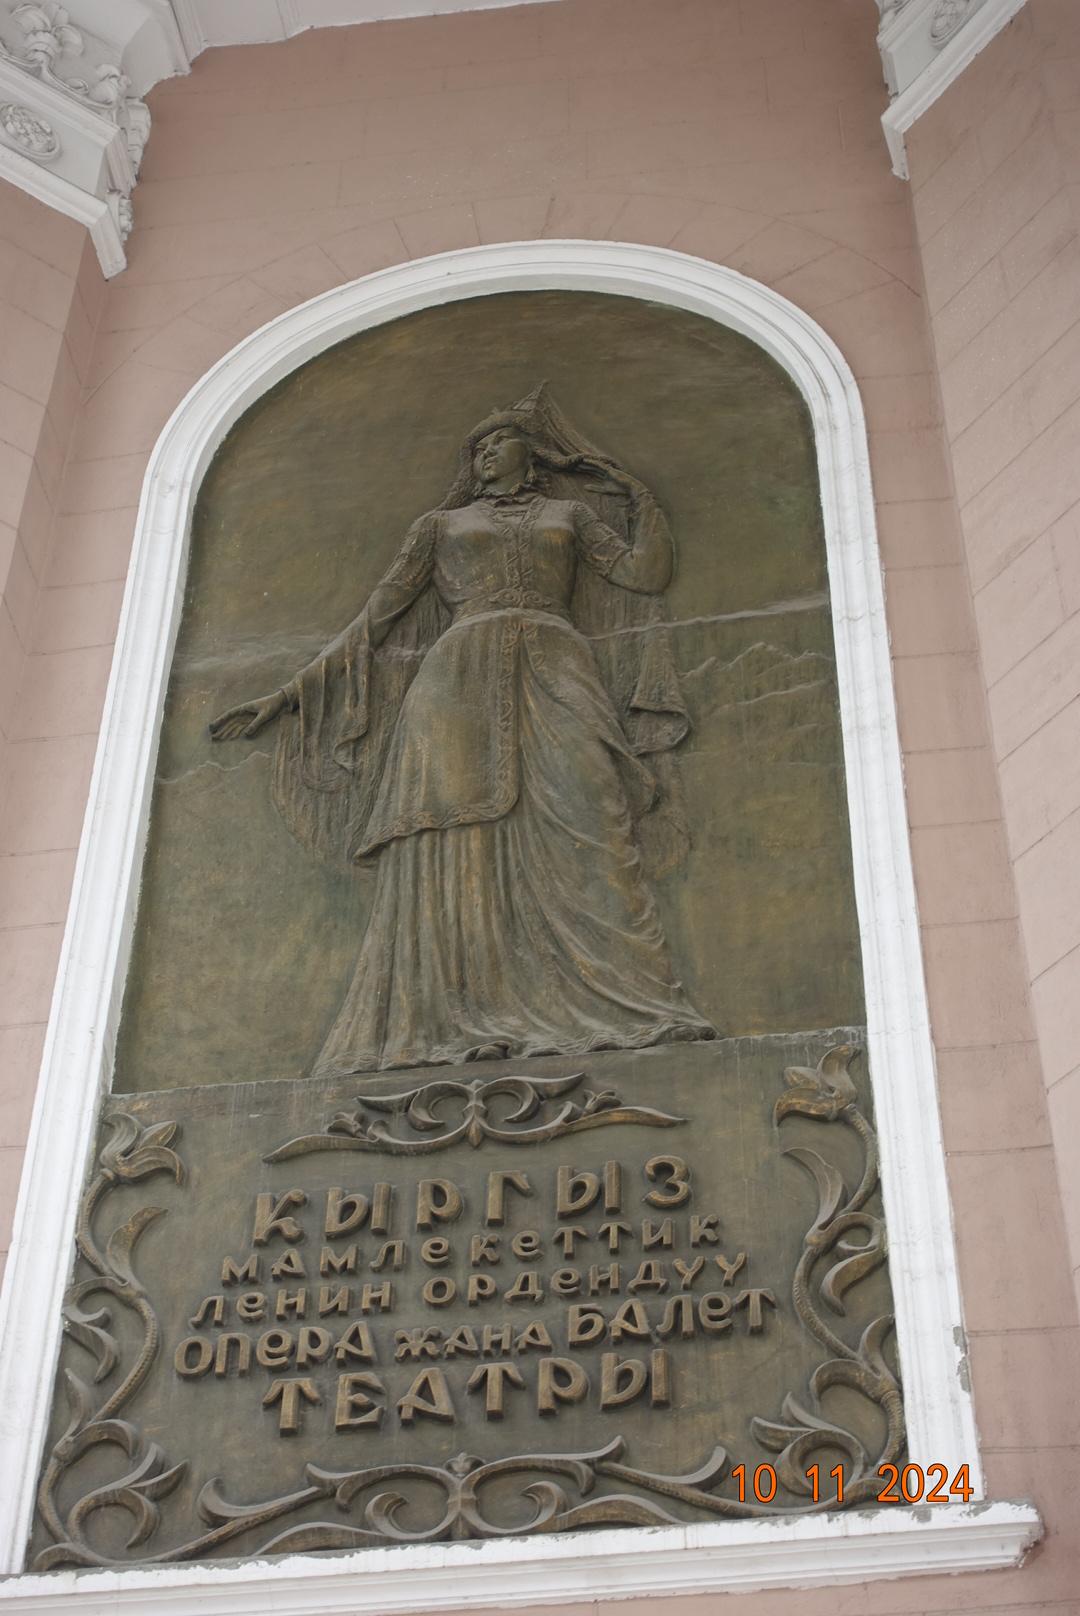 КЫРГЫЗ
МАМЛЕКЕТТИК
ЛЕНИН ОРДЕНДУУ
ОПЕРА ЖАНА БАЛЕТ
ТЕАТРЫ
10 11 2024